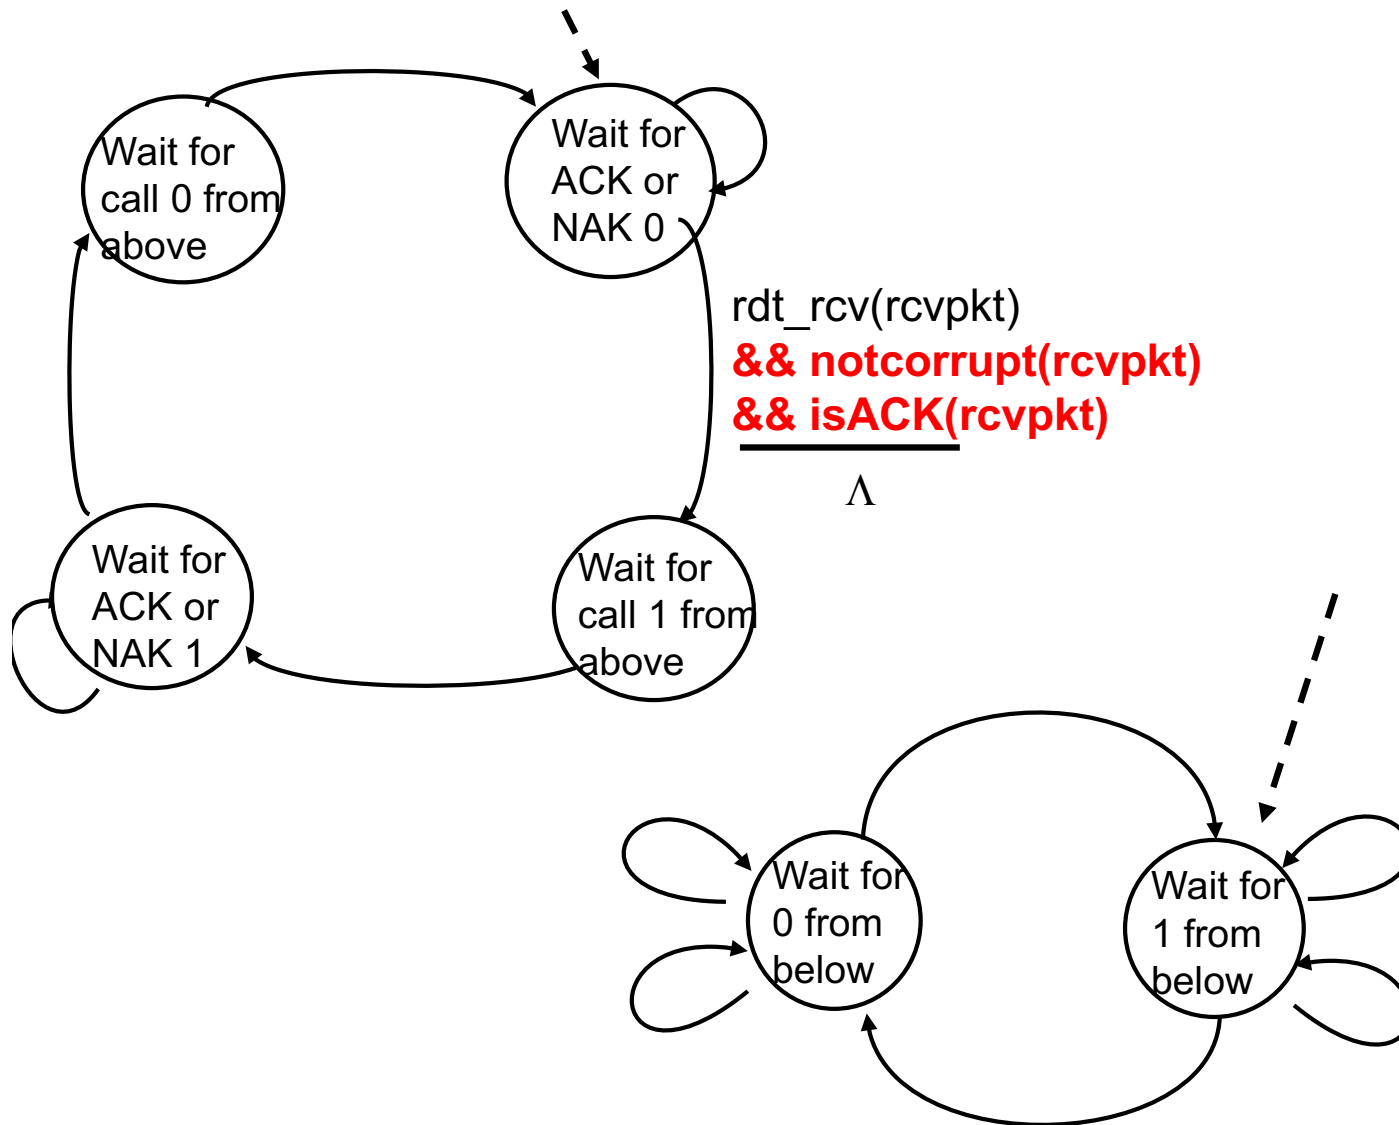 Wait for
call 0 from
above
Wait for
ACK or
NAK 0
rdt_rcv(rcvpkt)
&& notcorrupt(rcvpkt)
&& isACK(rcvpkt)
Λ
Wait for
ACK or
NAK 1
Wait for
call 1 from
above
Wait for
0 from
below
Wait for
1 from
below